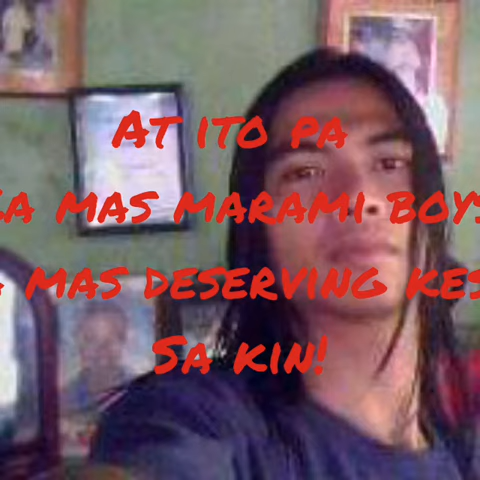 At ito pa
mas marami boys
mas deserving kes
Sa kin!